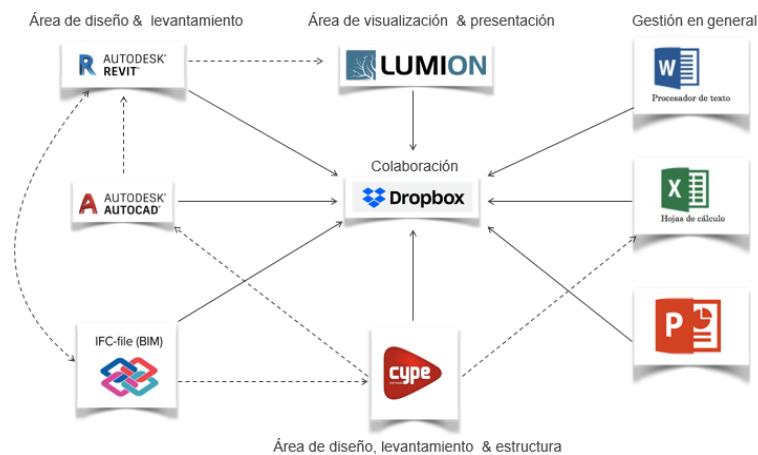 Área de diseño & levantamiento
Área de visualización & presentación
Gestión en general
R AUTODESK®
REVIT®
LUMION
W
Procesador de texto
Colaboración
Dropbox
A AUTODESK®
AUTOCAD®
X
Hojas de cálculo
IFC-file (BIM)
cype
P
Área de diseño, levantamiento & estructura